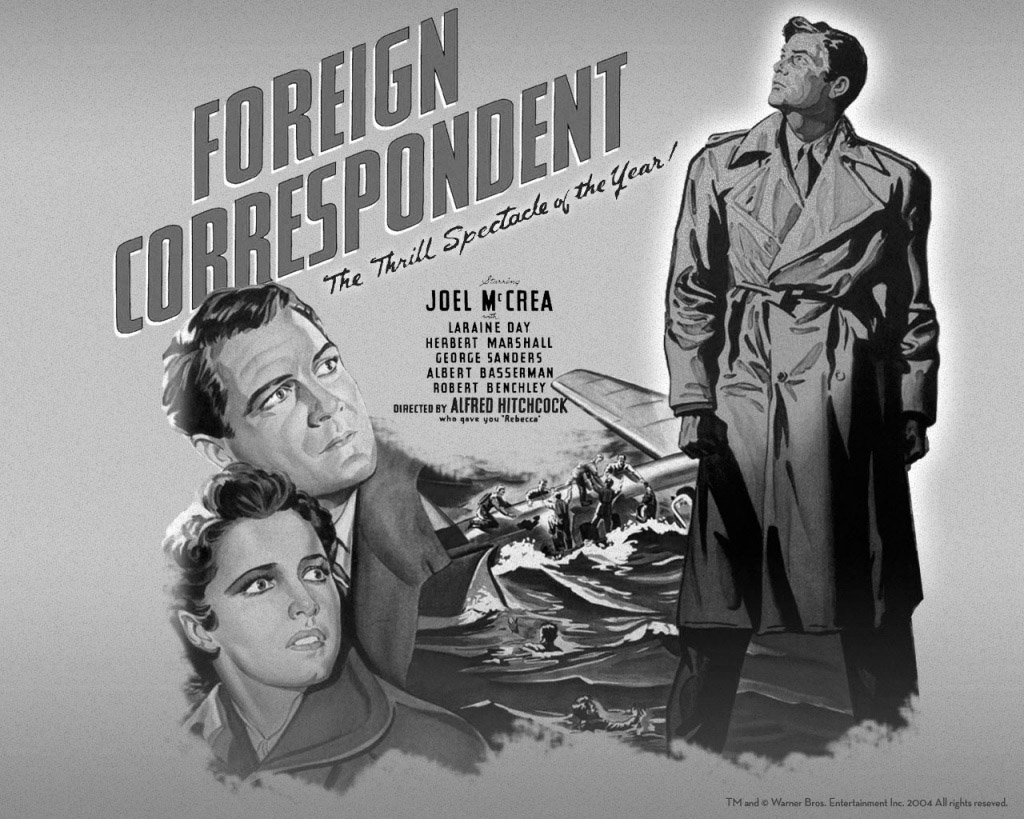 FOREIGN
CORRESPONDENT
The Thrill Spectacle of the Year!
Starring
JOEL McCREA
with
LARAINE DAY
HERBERT MARSHALL
GEORGE SANDERS
ALBERT BASSERMAN
ROBERT BENCHLEY
DIRECTED BY ALFRED HITCHCOCK
who gave you "Rebecca"
TM and © Warner Bros. Entertainment Inc. 2004 All rights reseved.